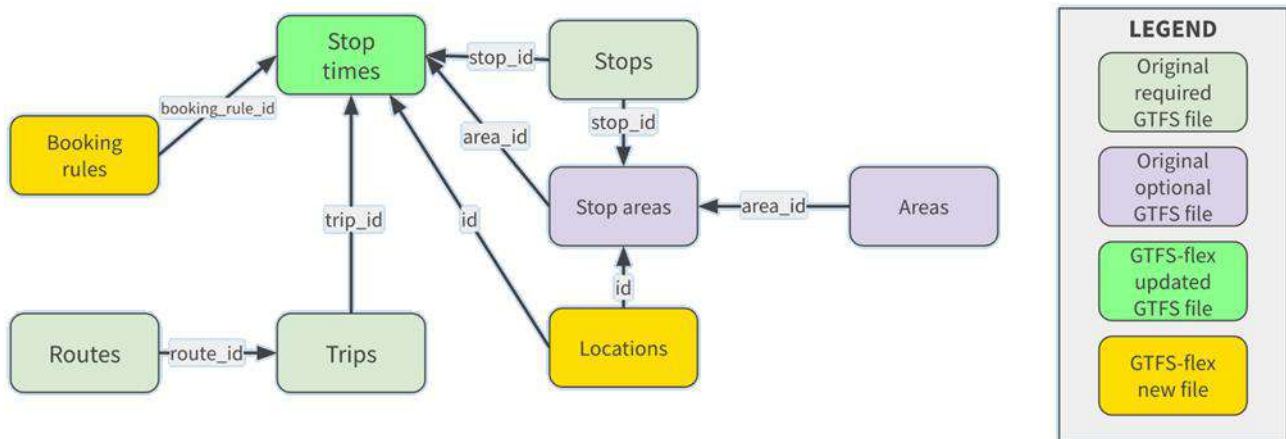 Stop
times
stop_id
Stops
booking_rule_id
Booking
rules
area_id
stop_id
trip_id
id
Stop areas
area_id
Areas
id
Routes
route_id
Trips
Locations
LEGEND
Original
required
GTFS file
Original
optional
GTFS file
GTFS-flex
updated
GTFS file
GTFS-flex
new file